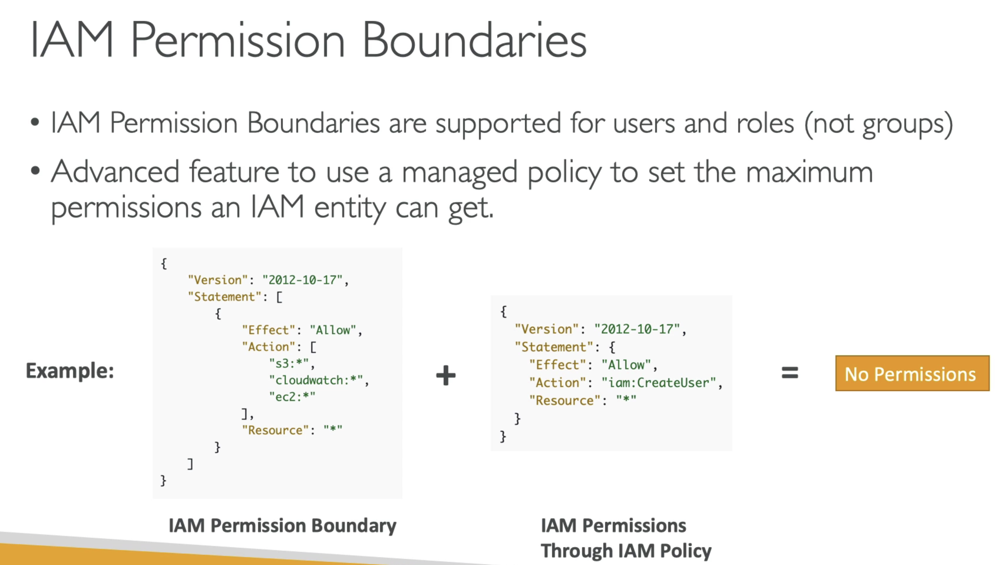 IAM Permission Boundaries
• IAM Permission Boundaries are supported for users and roles (not groups)
• Advanced feature to use a managed policy to set the maximum
permissions an IAM entity can get.
Example:
{
    "Version": "2012-10-17",
    "Statement": [
        {
            "Effect": "Allow",
            "Action": [
                "s3:*",
                "cloudwatch:*",
                "ec2:*"
            ],
            "Resource": "*"
        }
    ]
}
IAM Permission Boundary
+
{
  "Version": "2012-10-17",
  "Statement": {
    "Effect": "Allow",
    "Action": "iam:CreateUser",
    "Resource": "*"
  }
}
IAM Permissions
Through IAM Policy
=
No Permissions